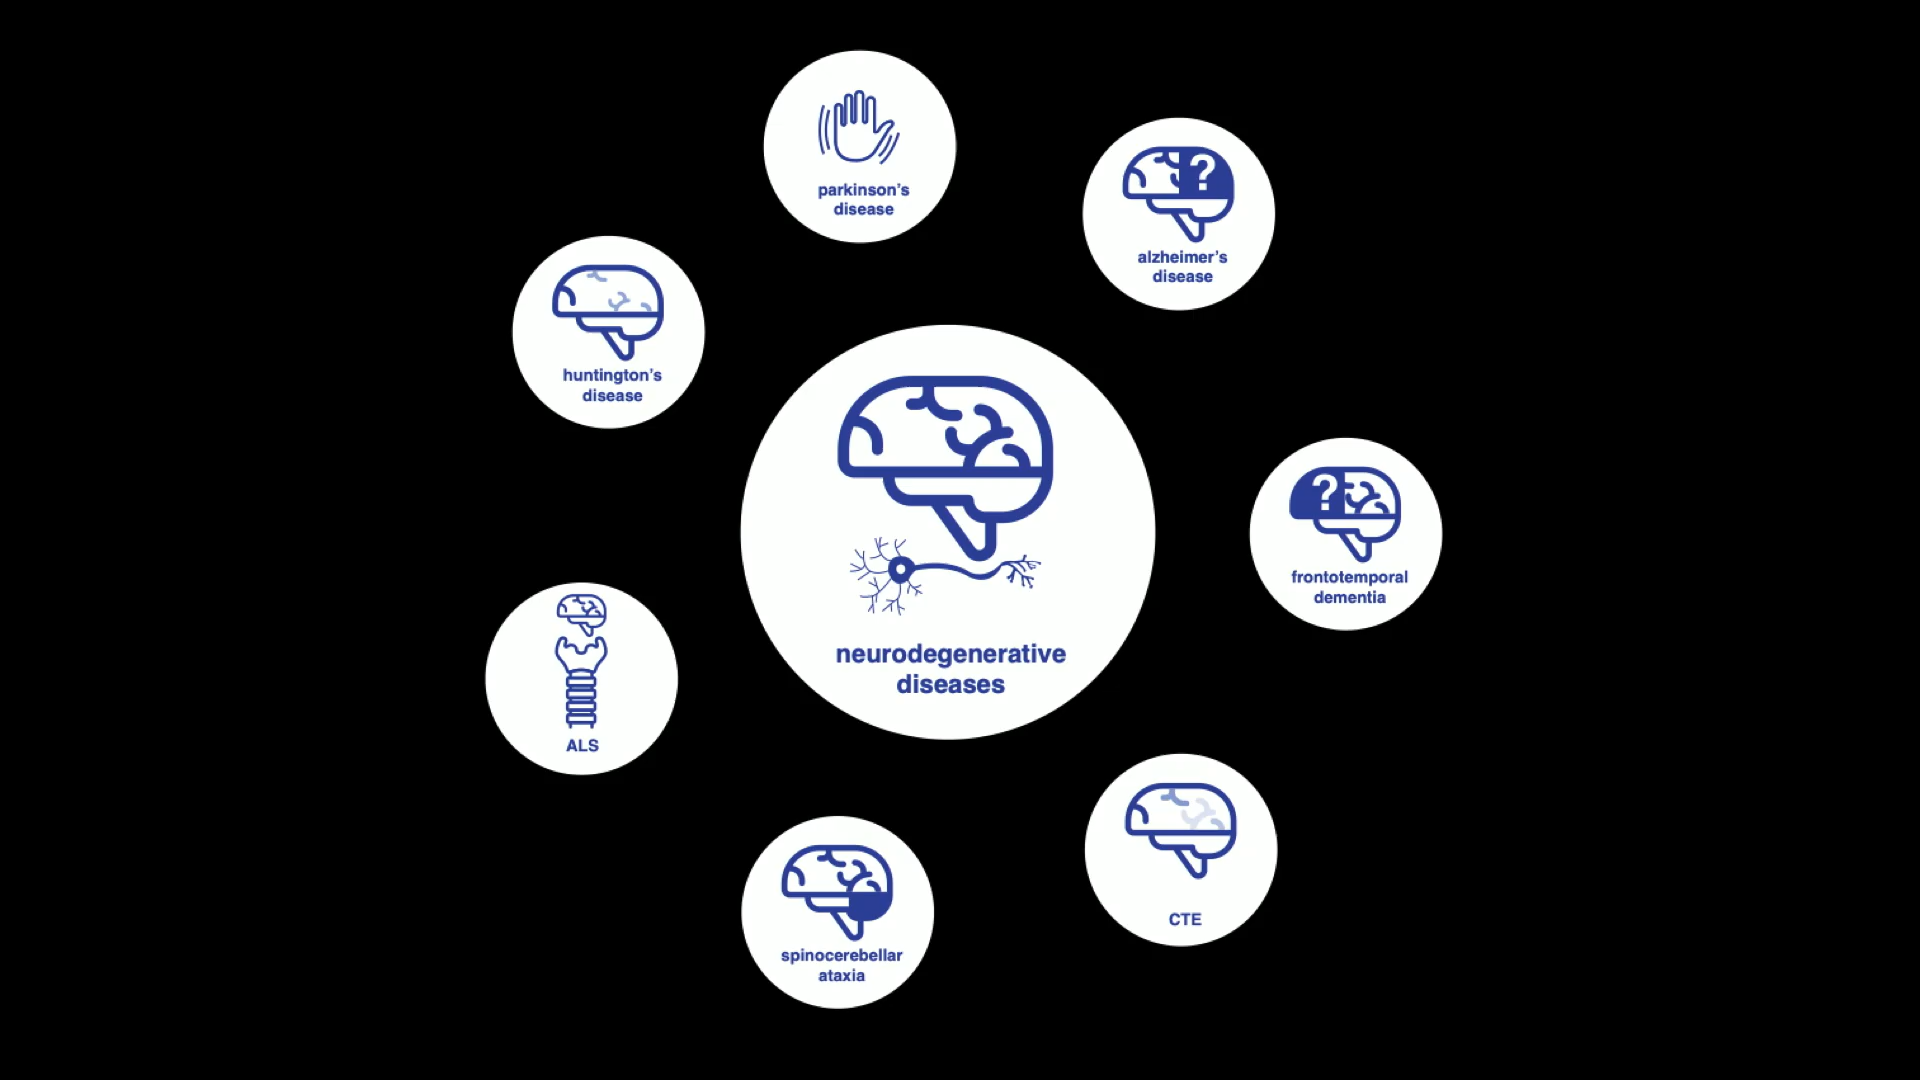 parkinson's
disease
?
alzheimer's
disease
huntington's
disease
neurodegenerative
diseases
?
frontotemporal
dementia
ALS
CTE
spinocerebellar
ataxia